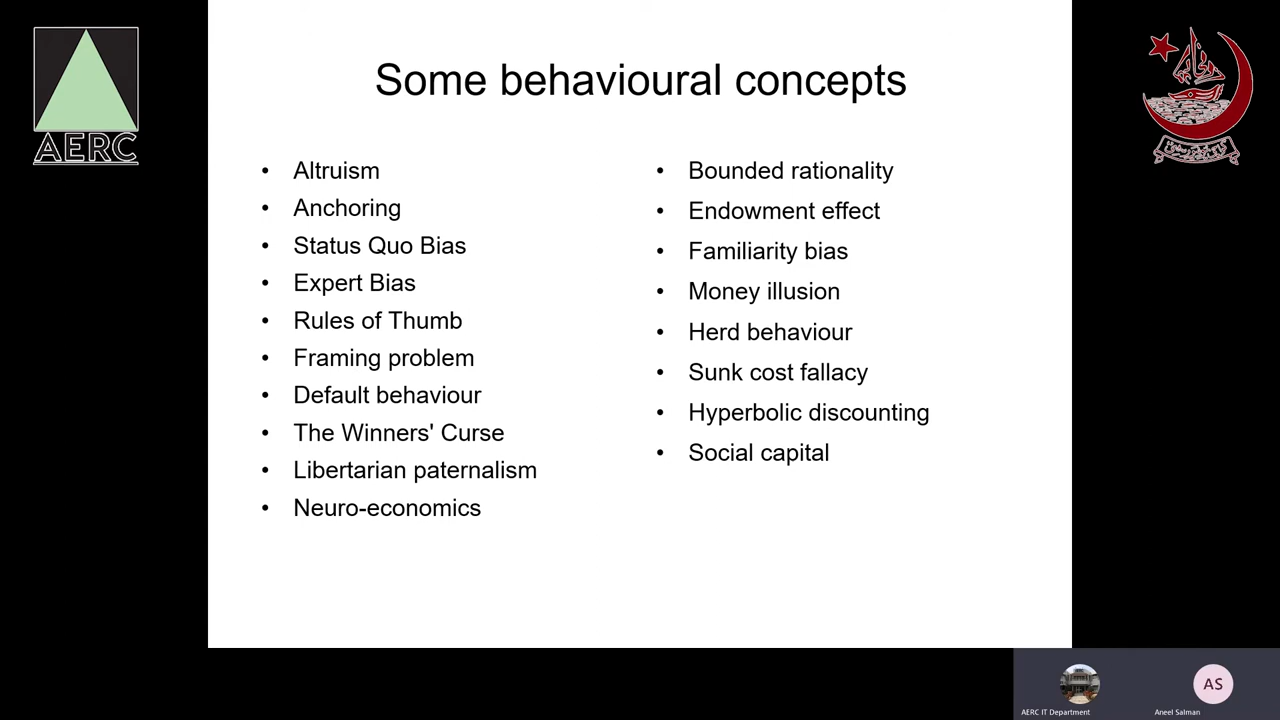 Some behavioural concepts
AERC
• Altruism
• Anchoring
• Status Quo Bias
• Expert Bias
• Rules of Thumb
• Framing problem
• Default behaviour
• The Winners' Curse
• Libertarian paternalism
• Neuro-economics
• Bounded rationality
• Endowment effect
• Familiarity bias
• Money illusion
• Herd behaviour
• Sunk cost fallacy
• Hyperbolic discounting
• Social capital
AS
AERC IT Department
Aneel Salman